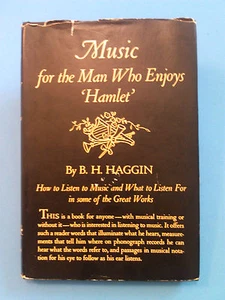 Music
for the Man Who Enjoys
'Hamlet'
By B. H. HAGGIN
How to Listen to Music and What to Listen For
in some of the Great Works
THIS is a book for anyone—with musical training or
without it—who is interested in listening to music. It offers
such a reader words that illuminate what he hears, measure-
ments that tell him where on phonograph records he can
hear what the words refer to, and passages in musical nota-
tion for his eye to follow as his ear listens.